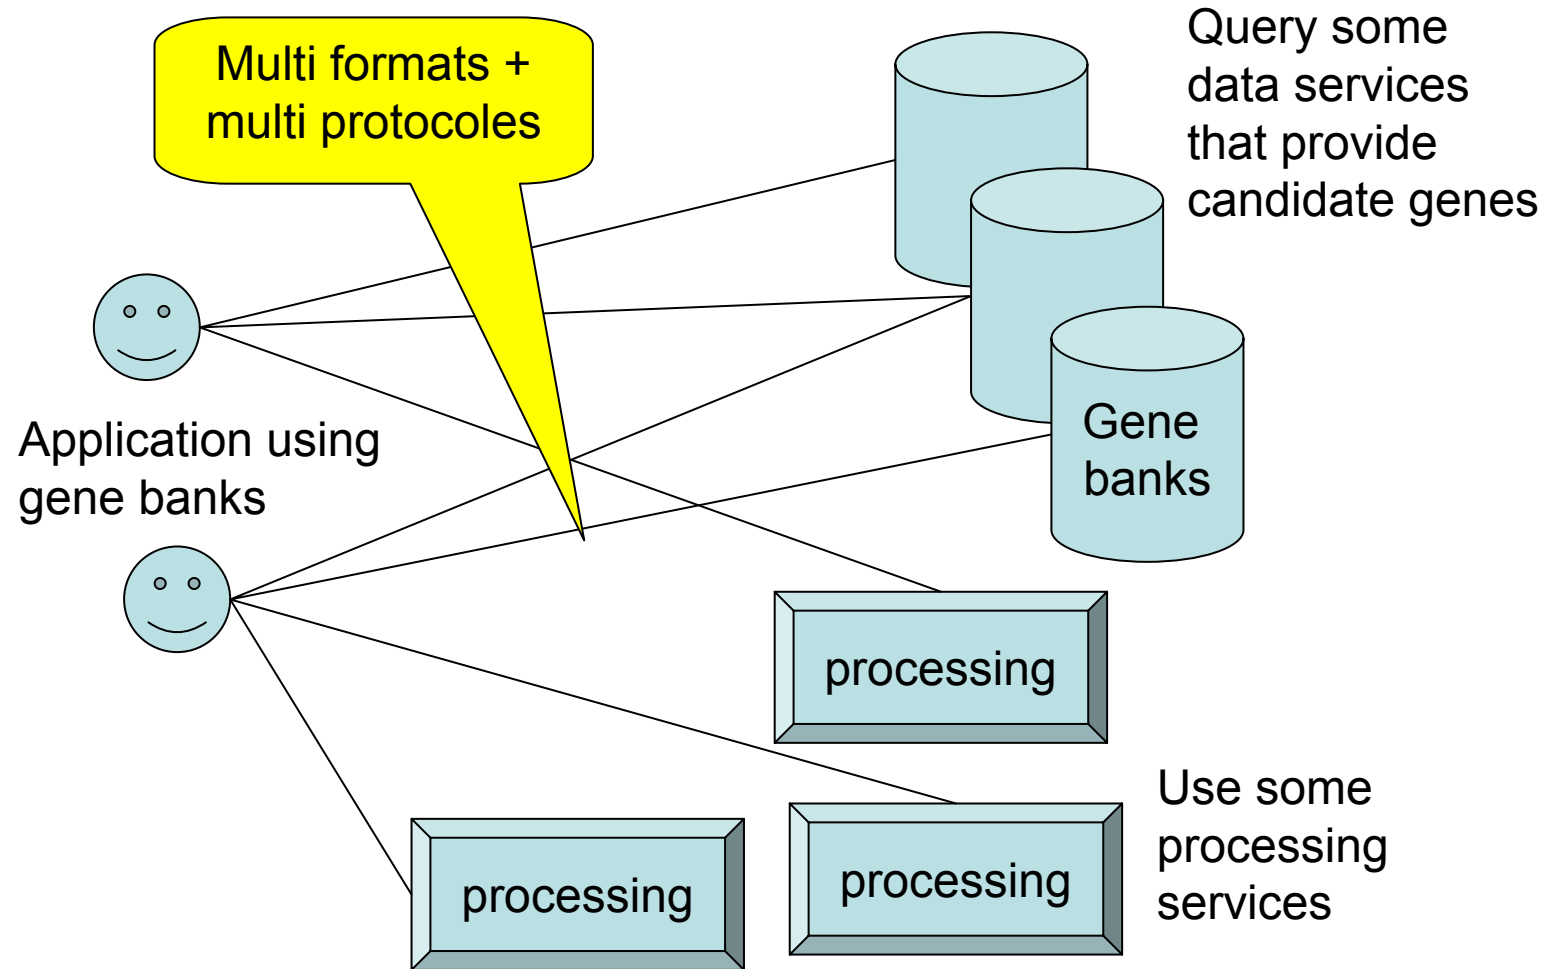 Multi formats +
multi protocoles
Query some
data services
that provide
candidate genes
Application using
gene banks
Gene
banks
processing
processing
processing
Use some
processing
services